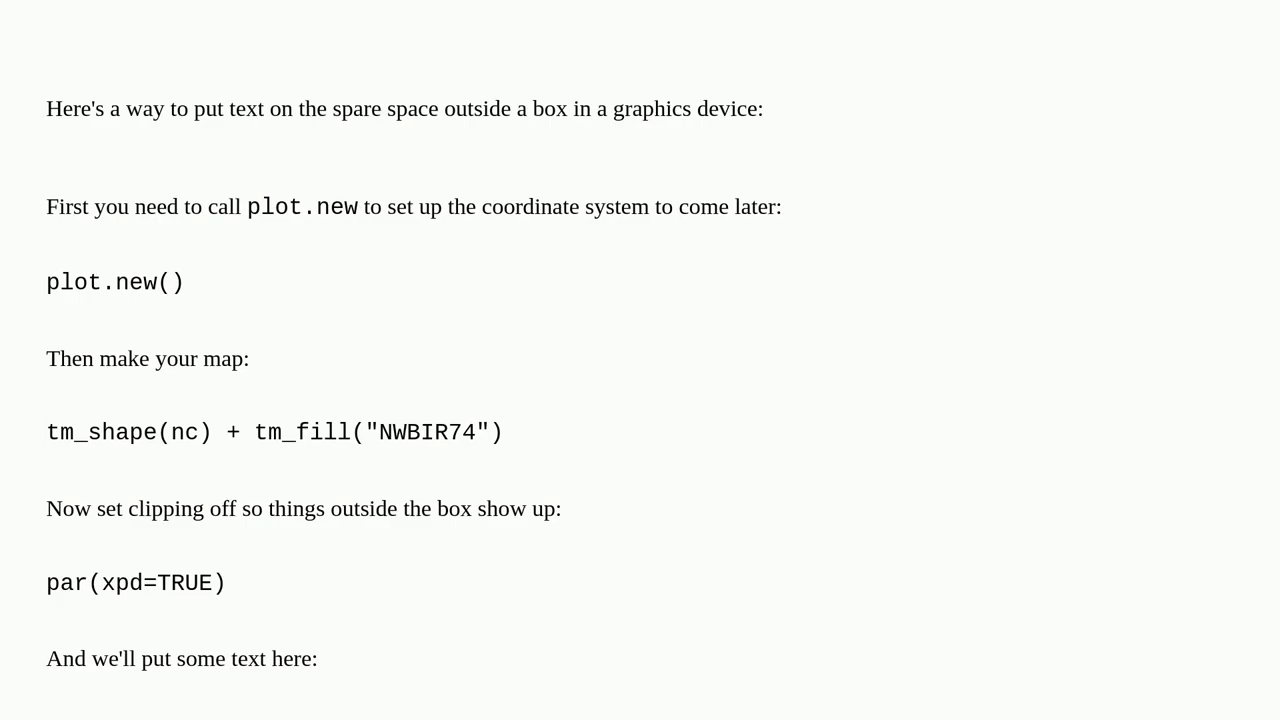 Here's a way to put text on the spare space outside a box in a graphics device:
First you need to call plot.new to set up the coordinate system to come later:
plot.new()
Then make your map:
tm_shape(nc) + tm_fill("NWBIR74")
Now set clipping off so things outside the box show up:
par(xpd=TRUE)
And we'll put some text here: